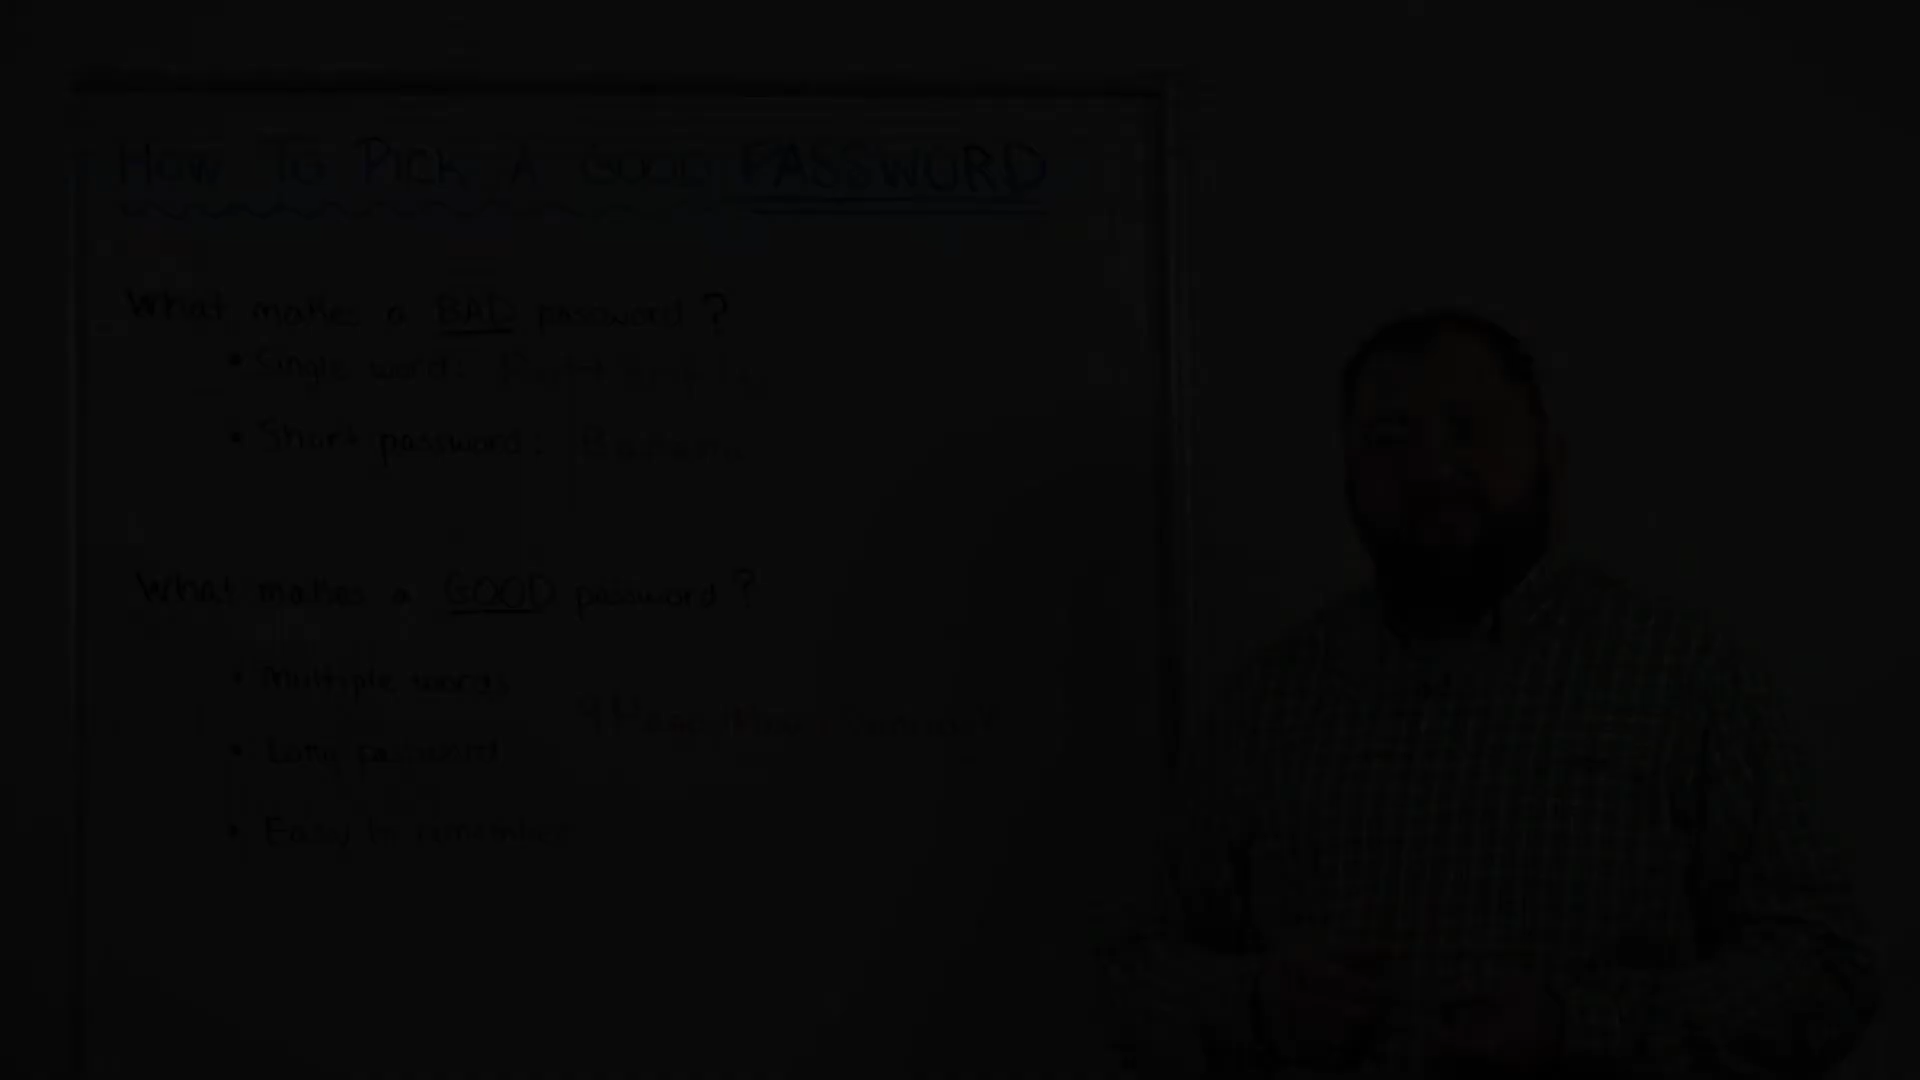 HOW TO PICK A GOOD PASSWORD
What makes a BAD password?
• Single word:
• Short password:
What makes a GOOD password?
• Multiple words
• Long password
• Easy to remember